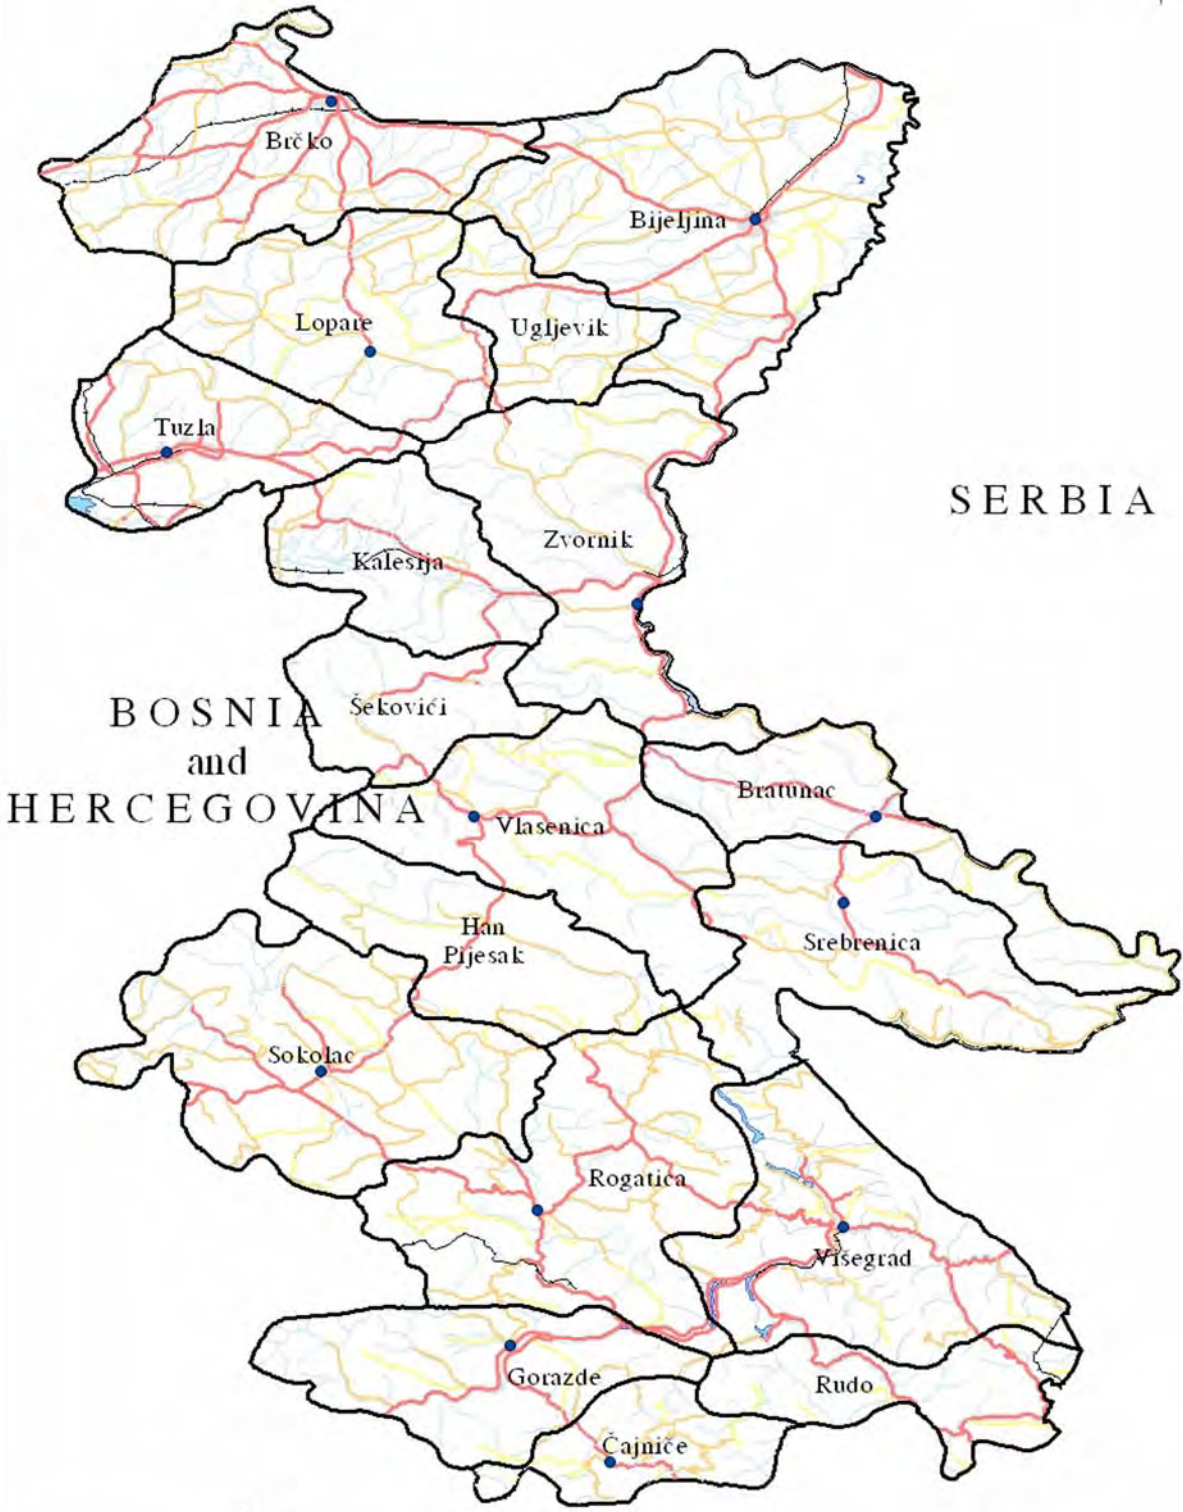 Brčko
Bijeljina
Lopare
Ugljevik
Tuzla
SERBIA
Zvornik
Kalesija
BOSNIA
and
HERCEGOVINA
Šekovići
Bratunac
Vlasenica
Han
Pijesak
Srebrenica
Sokolac
Rogatica
Višegrad
Gorazde
Rudo
Čajniče